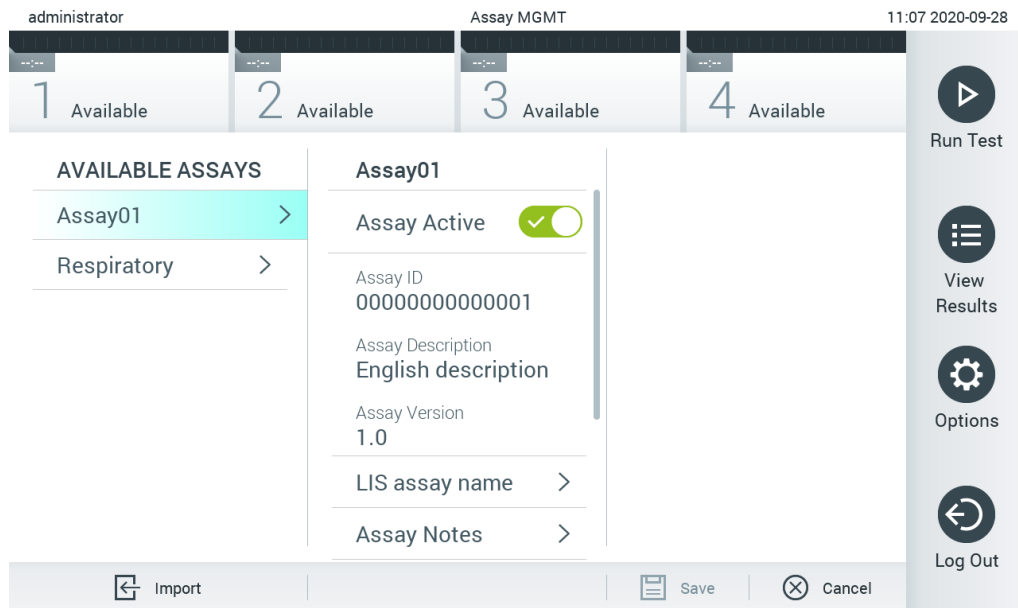 administrator
Assay MGMT
11:07 2020-09-28
--:--
1 Available
--:--
2 Available
--:--
3 Available
--:--
4 Available
Run Test
View
Results
Options
Log Out
AVAILABLE ASSAYS
Assay01
Respiratory
Assay01
Assay Active
Assay ID
00000000000001
Assay Description
English description
Assay Version
1.0
LIS assay name
Assay Notes
Import
Save
Cancel